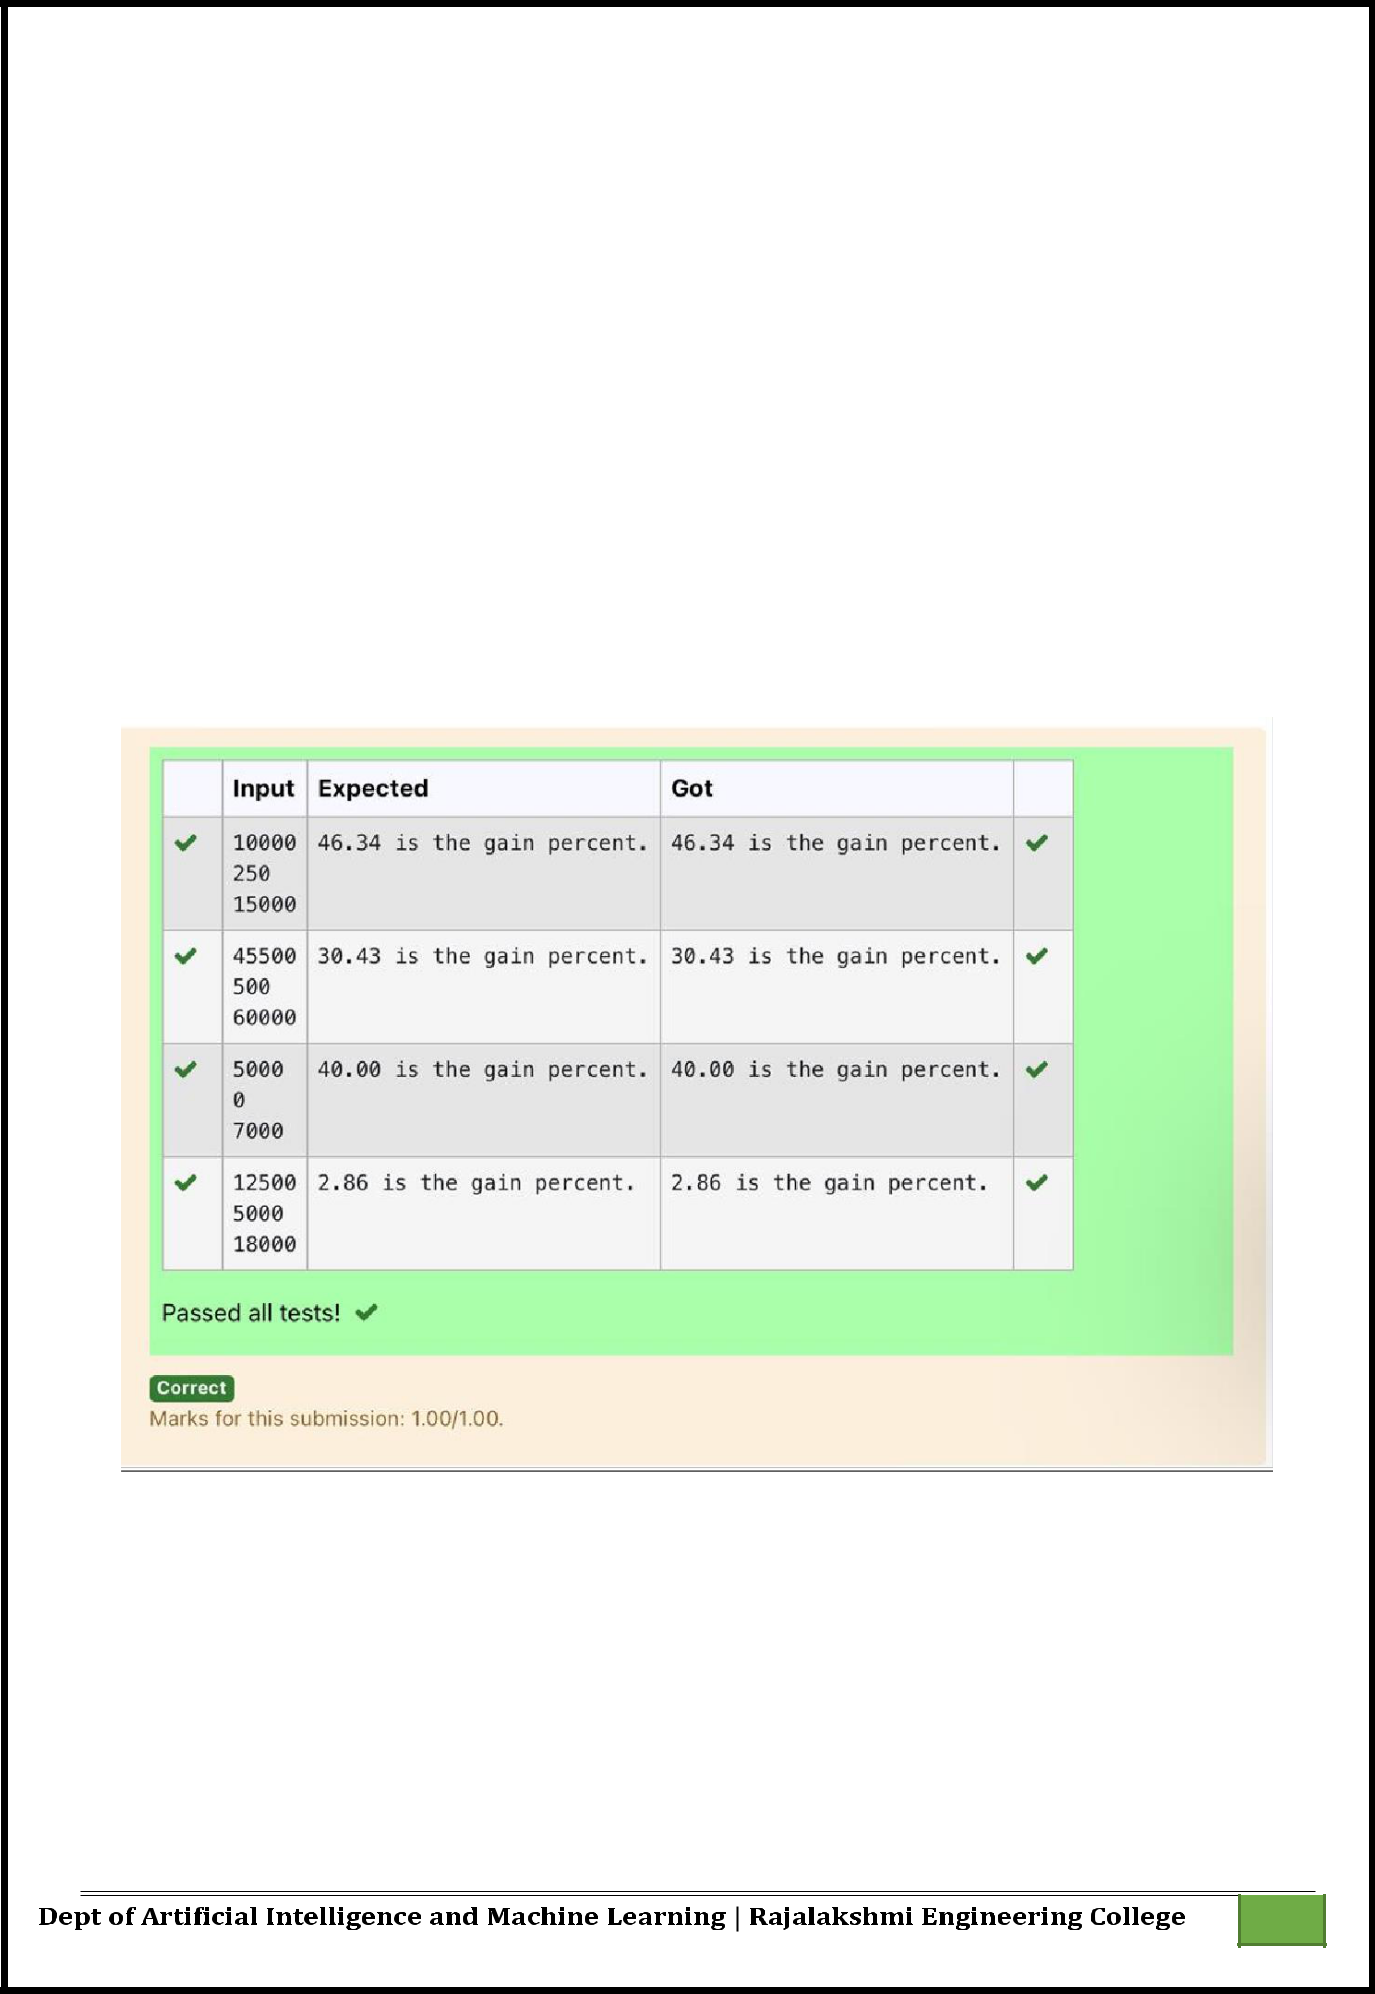 Input Expected Got
10000 46.34 is the gain percent. 46.34 is the gain percent.
250
15000
45500 30.43 is the gain percent. 30.43 is the gain percent.
500
60000
5000 40.00 is the gain percent. 40.00 is the gain percent.
0
7000
12500 2.86 is the gain percent. 2.86 is the gain percent.
5000
18000
Passed all tests!
Correct
Marks for this submission: 1.00/1.00.
Dept of Artificial Intelligence and Machine Learning | Rajalakshmi Engineering College